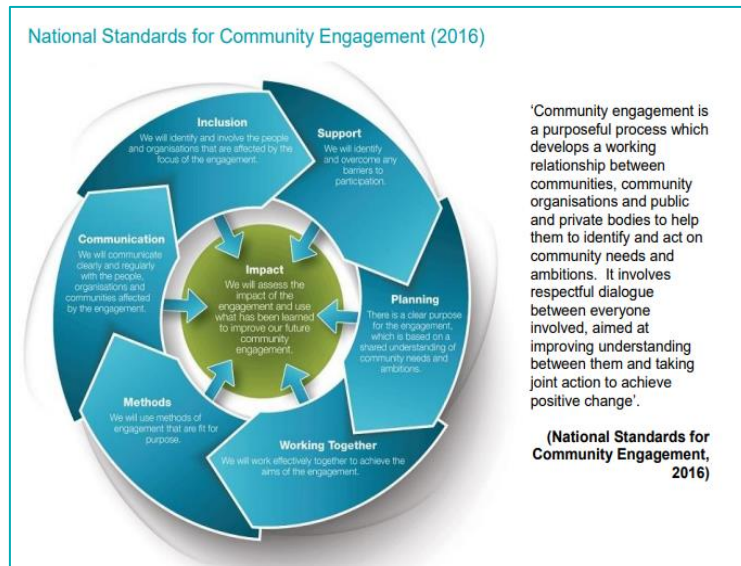 National Standards for Community Engagement (2016)
Inclusion
We will identify and involve the people
and organisations that are affected by the
focus of the engagement.
Support
We will identify
and overcome any
barriers to
participation.
Planning
There is a clear purpose
for the engagement,
which is based on a
shared understanding of
community needs and
ambitions.
Working Together
We will work effectively together to achieve the
aims of the engagement.
Methods
We will use methods of
engagement that are fit for
purpose.
Communication
We will communicate
clearly and regularly
with the people,
organisations and
communities affected
by the engagement.
Impact
We will assess the
impact of the
engagement and use
what has been learned
to improve our future
community
engagement.
‘Community engagement is
a purposeful process which
develops a working
relationship between
communities, community
organisations and public
and private bodies to help
them to identify and act on
community needs and
ambitions. It involves
respectful dialogue
between everyone
involved, aimed at
improving understanding
between them and taking
joint action to achieve
positive change’.
(National Standards for
Community Engagement,
2016)